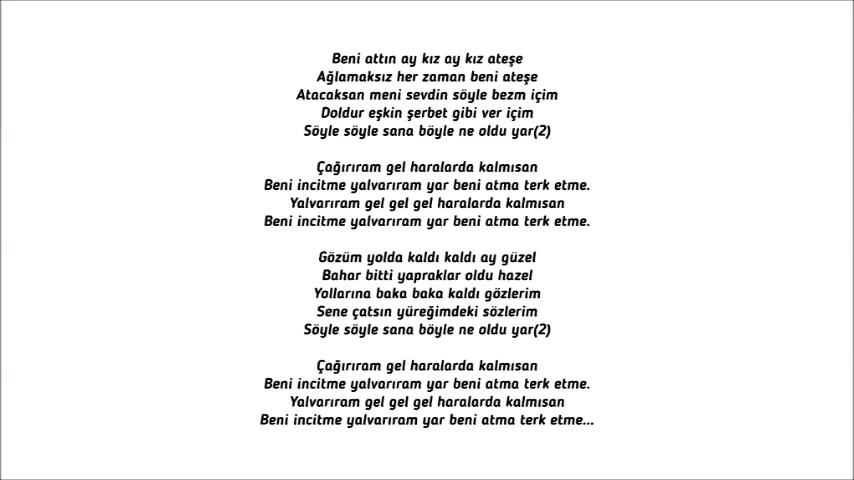 Beni attın ay kız ay kız ateşe
Ağlamaksız her zaman beni ateşe
Atacaksan meni sevdin söyle bezm içim
Doldur eşkin şerbet gibi ver içim
Söyle söyle sana böyle ne oldu yar(2)
Çağırıram gel haralarda kalmısan
Beni incitme yalvarıram yar beni atma terk etme.
Yalvarıram gel gel gel haralarda kalmısan
Beni incitme yalvarıram yar beni atma terk etme.
Gözüm yolda kaldı kaldı ay güzel
Bahar bitti yapraklar oldu hazel
Yollarına baka baka kaldı gözlerim
Sene çatsın yüreğimdeki sözlerim
Söyle söyle sana böyle ne oldu yar(2)
Çağırıram gel haralarda kalmısan
Beni incitme yalvarıram yar beni atma terk etme.
Yalvarıram gel gel gel haralarda kalmısan
Beni incitme yalvarıram yar beni atma terk etme...